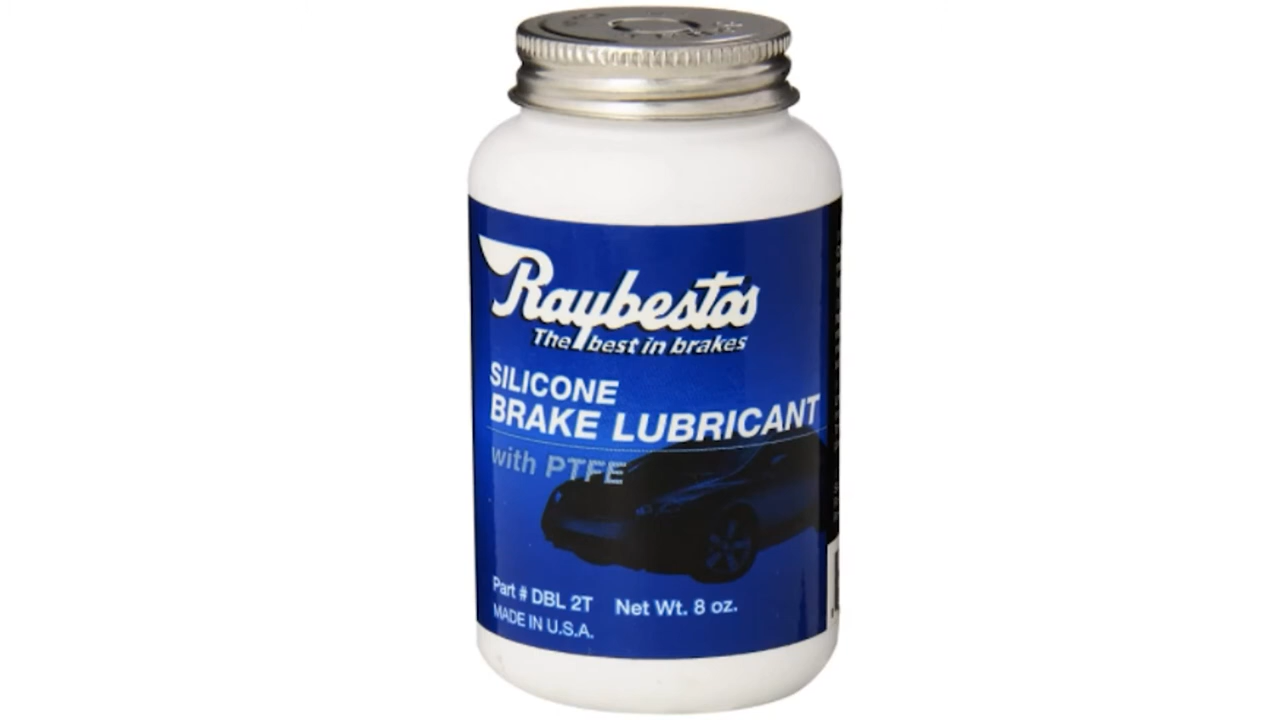 Raybestos
The best in brakes
SILICONE
BRAKE LUBRICANT
with PTFE
Part # DBL 2T Net Wt. 8 oz.
MADE IN U.S.A.